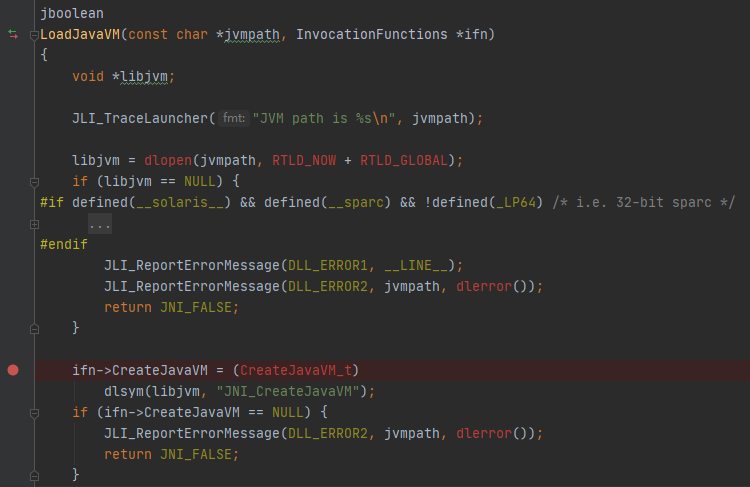 jboolean
LoadJavaVM(const char *jvmpath, InvocationFunctions *ifn)
{
    void *libjvm;

    JLI_TraceLauncher( fmt: "JVM path is %s\n", jvmpath);

    libjvm = dlopen(jvmpath, RTLD_NOW + RTLD_GLOBAL);
    if (libjvm == NULL) {
#if defined(__solaris__) && defined(__sparc) && !defined(_LP64) /* i.e. 32-bit sparc */
      ...
#endif
        JLI_ReportErrorMessage(DLL_ERROR1, __LINE__);
        JLI_ReportErrorMessage(DLL_ERROR2, jvmpath, dlerror());
        return JNI_FALSE;
    }

    ifn->CreateJavaVM = (CreateJavaVM_t)
        dlsym(libjvm, "JNI_CreateJavaVM");
    if (ifn->CreateJavaVM == NULL) {
        JLI_ReportErrorMessage(DLL_ERROR2, jvmpath, dlerror());
        return JNI_FALSE;
    }